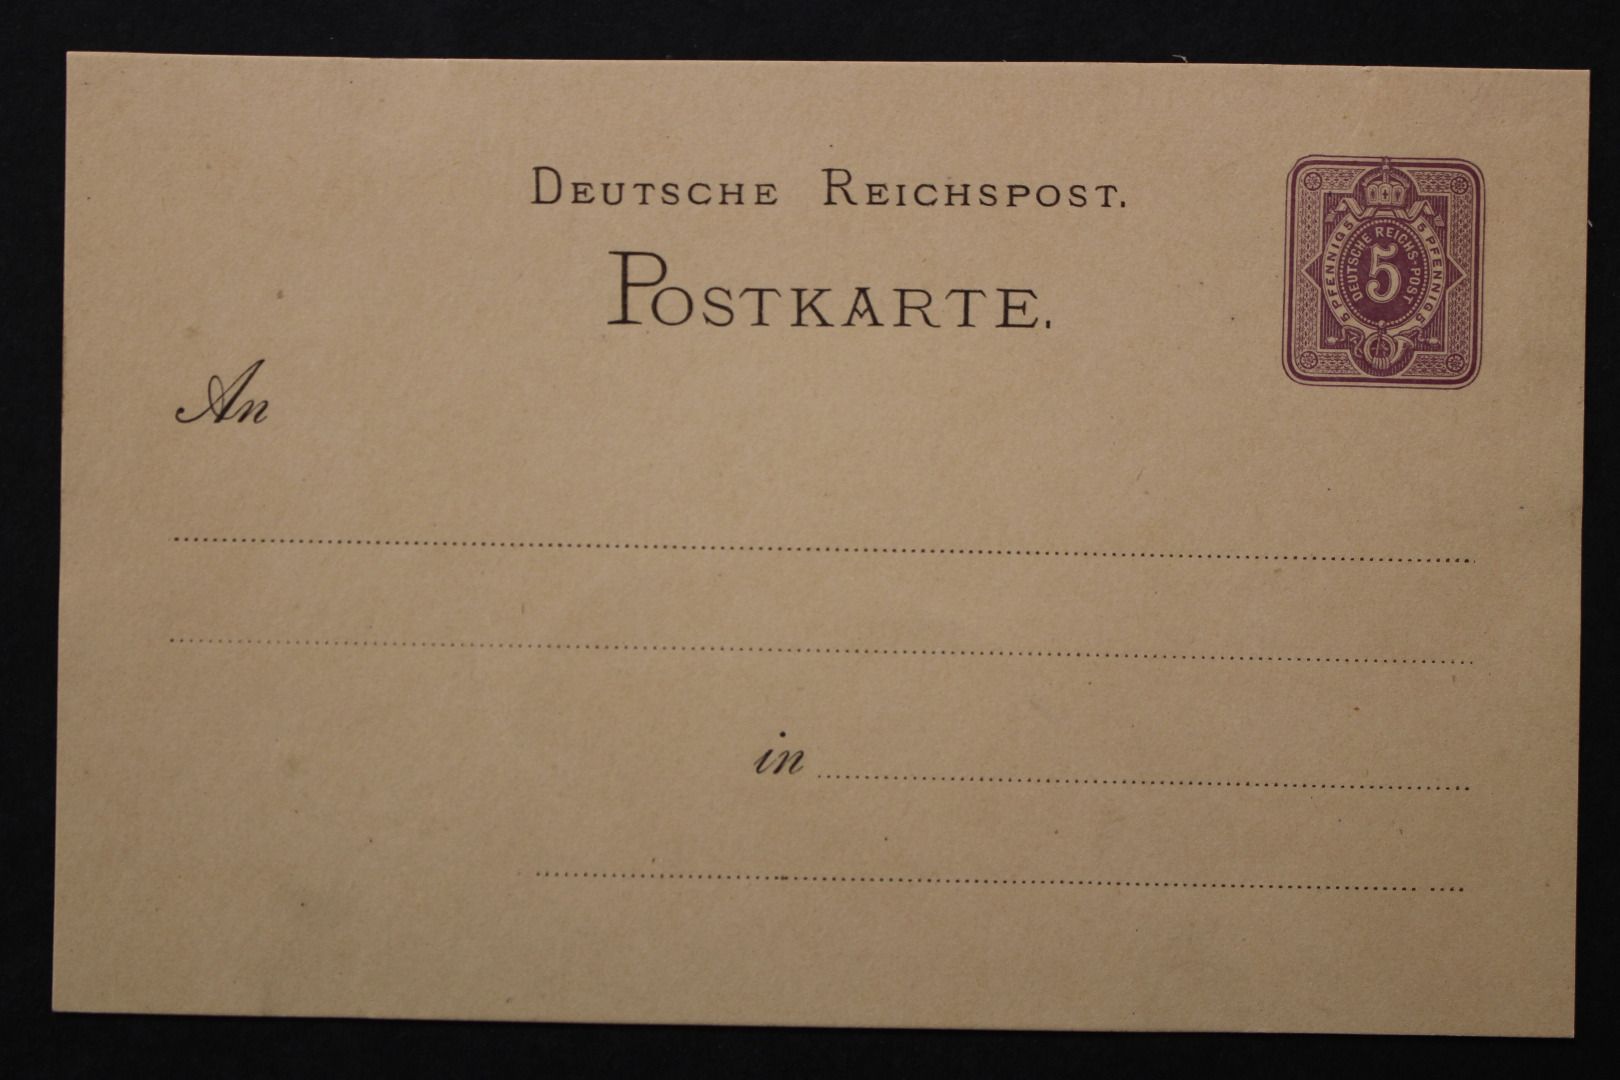 DEUTSCHE REICHSPOST.
POSTKARTE.
5 PFENNIG 5
5 PFENNIG 5
DEUTSCHE REICHS-POST
5
An
in